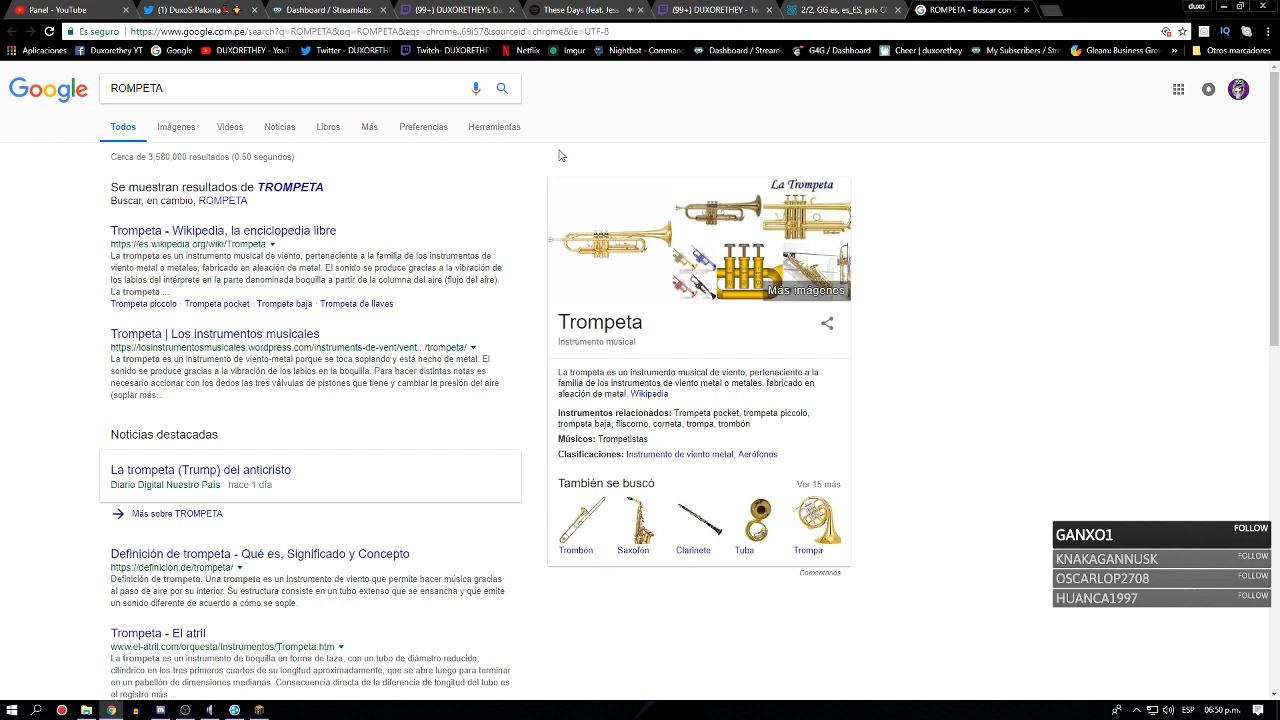 Panel - YouTube
(1) DuxoSrPaloma
Dashboard / Streamlabs
(99+) DUXORETHEY's D
These Days (feat. Jess
(99+) DUXORETHEY - Tw
2/2, GG es, es_ES, priv CC
ROMPETA - Buscar con G
duxo
Es seguro
https://www.google.com.pe/search?q=ROMPETA&oq=ROMPETA&aqs=chrome..69i57&sourceid=chrome&ie=UTF-8
Aplicaciones
Duxorethey YT
Google
DUXORETHEY - YouT
Twitter - DUXORETHE
Twitch- DUXORETHEY
Netflix
Imgur
Nightbot - Comman
Dashboard / Stream
G4G / Dashboard
Cheer | duxorethey
My Subscribers / Str
Gleam: Business Gro
»
Otros marcadores
Google
ROMPETA
Todos
Imágenes
Videos
Noticias
Libros
Más
Preferencias
Herramientas
Cerca de 3,580,000 resultados (0.50 segundos)
Se muestran resultados de TROMPETA
Buscar, en cambio, ROMPETA
Trompeta - Wikipedia, la enciclopedia libre
https://es.wikipedia.org/wiki/Trompeta
La trompeta es un instrumento musical de viento, perteneciente a la familia de los instrumentos de
viento metal o metales, fabricado en aleación de metal. El sonido se produce gracias a la vibración de
los labios del intérprete en la parte denominada boquilla a partir de la columna del aire (flujo del aire).
La trompeta ...
Trompeta piccolo · Trompeta pocket · Trompeta baja · Trompeta de llaves
Trompeta | Los instrumentos musicales
https://losinstrumentosmusicales.wordpress.com/instruments-de-vent/vent.../trompeta/
La trompeta es un instrumento de viento-metal porque se toca soplando y está hecho de metal. El
sonido se produce gracias a la vibración de los labios en la boquilla. Para hacer distintas notas es
necesario accionar con los dedos las tres válvulas de pistones que tiene y cambiar la presión del aire
(soplar más...
Noticias destacadas
La trompeta (Trump) del anticristo
Diario Digital Nuestro País - hace 1 día
Más sobre TROMPETA
Definición de trompeta - Qué es, Significado y Concepto
https://definicion.de/trompeta/
Definición de trompeta. Una trompeta es un instrumento de viento que permite hacer música gracias
al paso de aire por su interior. Su estructura consiste en un tubo extenso que se ensancha y que emite
un sonido diferente de acuerdo a cómo se sople.
Trompeta - El atril
www.el-atril.com/orquesta/Instrumentos/Trompeta.htm
La trompeta es un instrumento de boquilla en forma de taza, con un tubo de diámetro reducido,
cilíndrico en los tres primeros cuartos de su longitud aproximadamente, que se abre luego para terminar
en un pabellón de dimensiones medianas. Consecuencia directa de la diferencia de longitud del tubo es
el registro más ...
La Trompeta
Más imágenes
Trompeta
Instrumento musical
La trompeta es un instrumento musical de viento, perteneciente a la
familia de los instrumentos de viento metal o metales, fabricado en
aleación de metal. Wikipedia
Instrumentos relacionados: Trompeta pocket, trompeta piccolo,
trompeta baja, fliscorno, corneta, trompa, trombón
Músicos: Trompetistas
Clasificaciones: Instrumento de viento metal, Aerófonos
También se buscó
Ver 15 más
Trombón
Saxofón
Clarinete
Tuba
Trompa
Comentarios
GANXO1 FOLLOW
KNAKAGANNUSK FOLLOW
OSCARLOP2708 FOLLOW
HUANCA1997 FOLLOW
ESP
06:50 p.m.